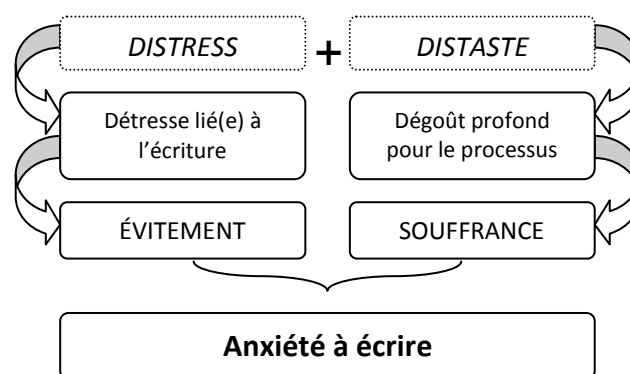 DISTRESS + DISTASTE
Détresse lié(e) à
l'écriture
Dégoût profond
pour le processus
ÉVITEMENT
SOUFFRANCE
Anxiété à écrire